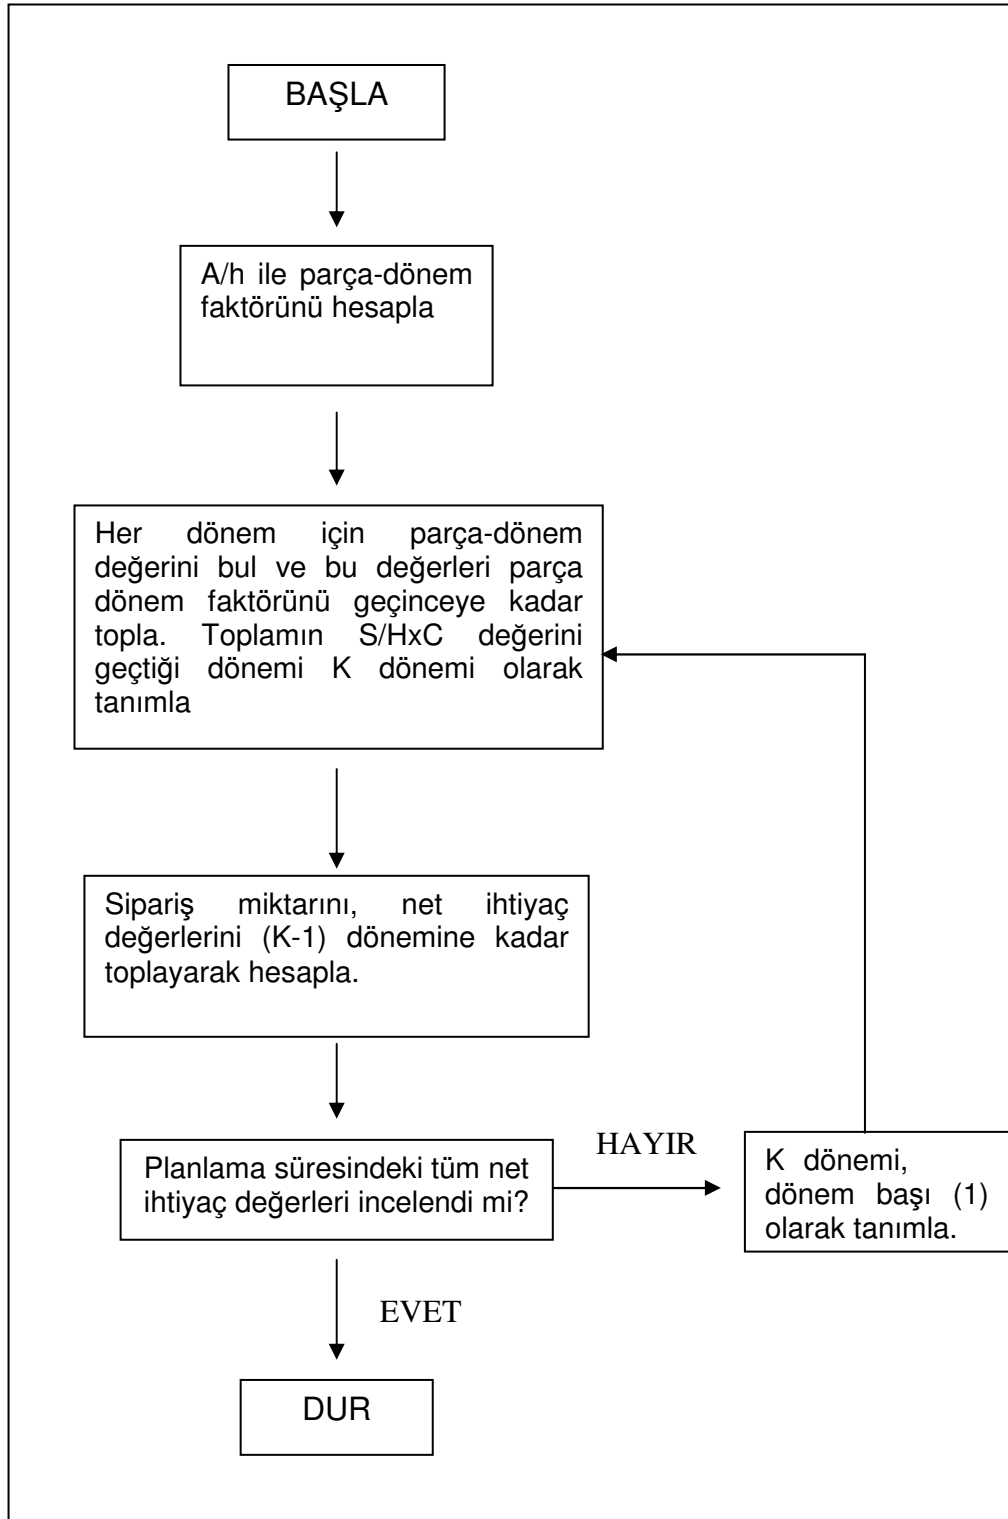 BAŞLA
A/h ile parça-dönem
faktörünü hesapla
Her dönem için parça-dönem
değerini bul ve bu değerleri parça
dönem faktörünü geçinceye kadar
topla. Toplamın S/HxC değerini
geçtiği dönemi K dönemi olarak
tanımla
Sipariş miktarını, net ihtiyaç
değerlerini (K-1) dönemine kadar
toplayarak hesapla.
Planlama süresindeki tüm net
ihtiyaç değerleri incelendi mi?
HAYIR
K dönemi,
dönem başı (1)
olarak tanımla.
EVET
DUR